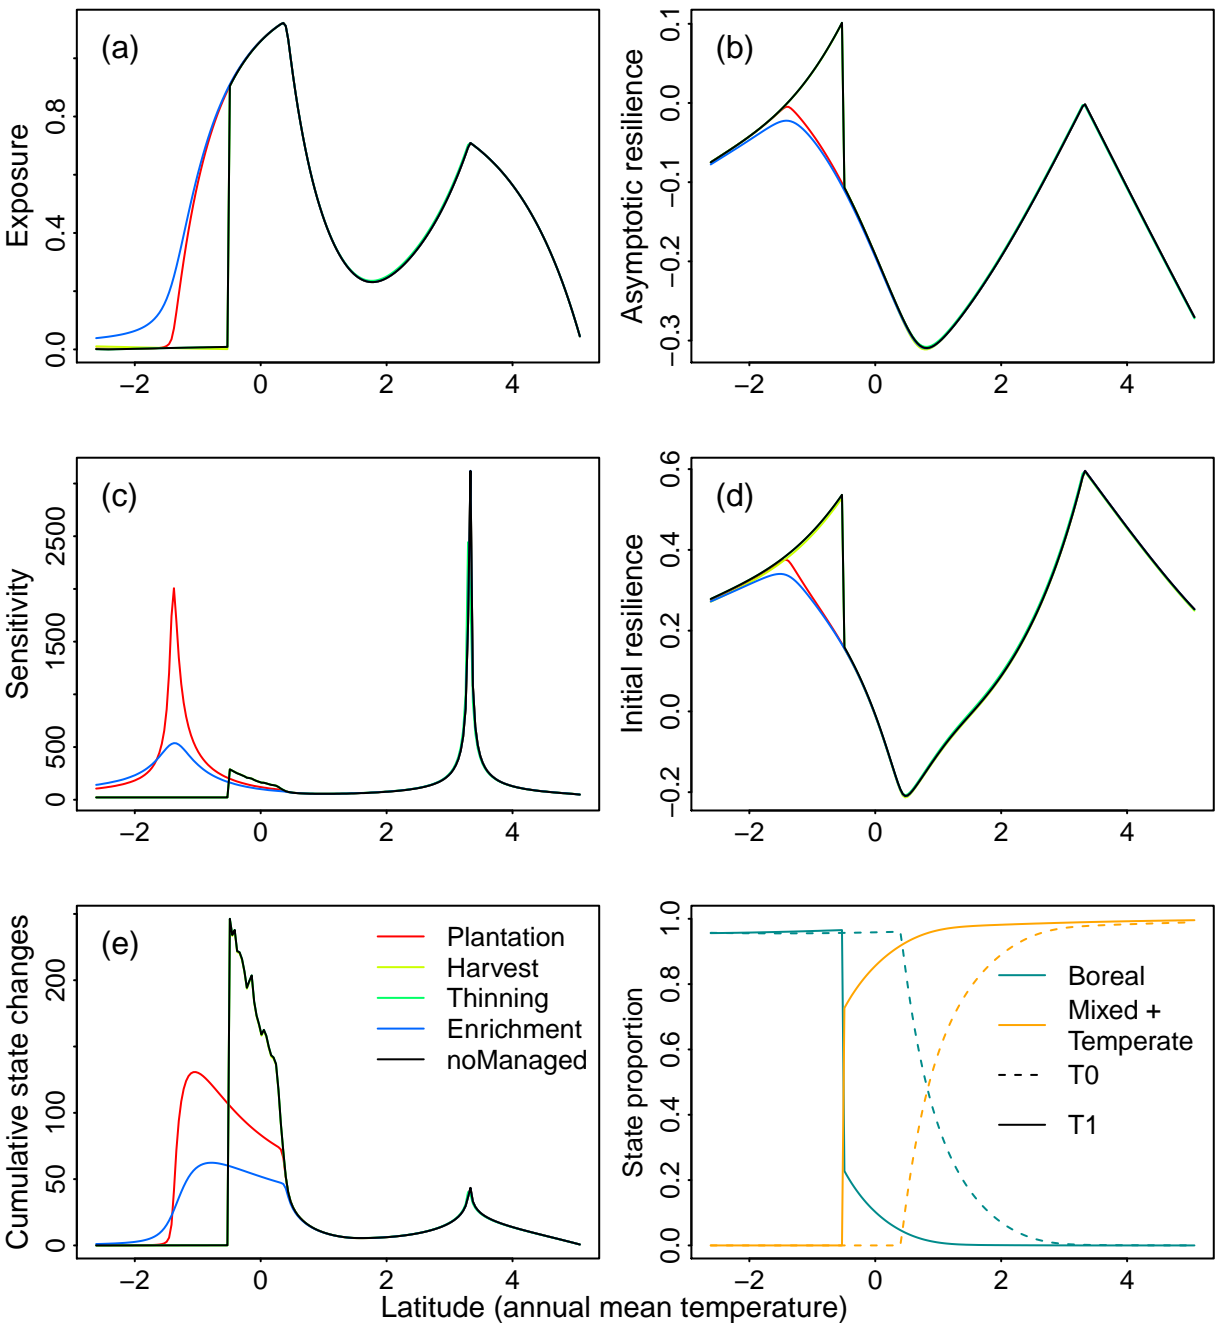 (a)
Exposure
0.0
0.4
0.8
−2
0
2
4
(b)
Asymptotic resilience
−0.3
−0.2
−0.1
0.0
0.1
−2
0
2
4
(c)
Sensitivity
0
500
1500
2500
−2
0
2
4
(d)
Initial resilience
−0.2
0.0
0.2
0.4
0.6
−2
0
2
4
(e)
Cumulative state changes
0
50
100
200
−2
0
2
4
Plantation
Harvest
Thinning
Enrichment
noManaged
State proportion
0.0
0.2
0.4
0.6
0.8
1.0
−2
0
2
4
Boreal
Mixed +
Temperate
T0
T1
Latitude (annual mean temperature)